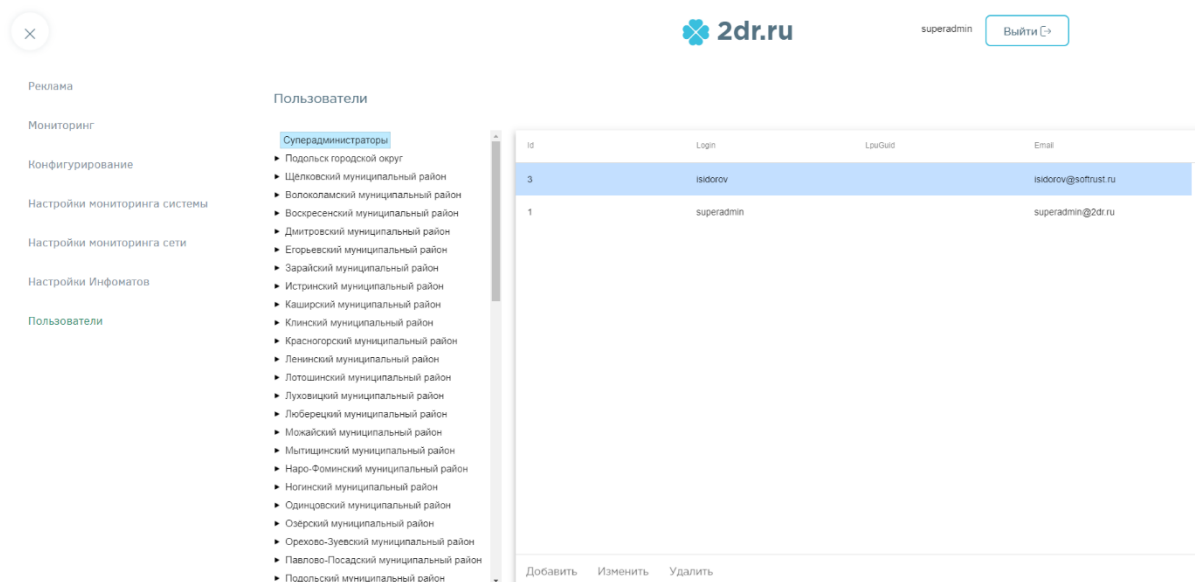 2dr.ru
superadmin
Выйти
Реклама
Мониторинг
Конфигурирование
Настройки мониторинга системы
Настройки мониторинга сети
Настройки Инфоматов
Пользователи
Пользователи
Суперадминистраторы
Подольск городской округ
Щёлковский муниципальный район
Волоколамский муниципальный район
Воскресенский муниципальный район
Дмитровский муниципальный район
Егорьевский муниципальный район
Зарайский муниципальный район
Истринский муниципальный район
Каширский муниципальный район
Клинский муниципальный район
Красногорский муниципальный район
Ленинский муниципальный район
Лотошинский муниципальный район
Луховицкий муниципальный район
Люберецкий муниципальный район
Можайский муниципальный район
Мытищинский муниципальный район
Наро-Фоминский муниципальный район
Ногинский муниципальный район
Одинцовский муниципальный район
Озёрский муниципальный район
Орехово-Зуевский муниципальный район
Павлово-Посадский муниципальный район
Подольский муниципальный район
Id Login LpuGuid Email
3 isidorov isidorov@softrust.ru
1 superadmin superadmin@2dr.ru
Добавить Изменить Удалить